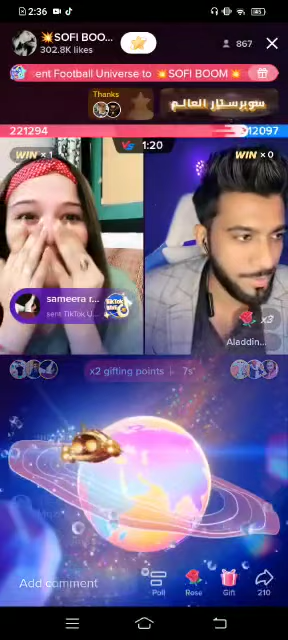 2:36
💥SOFI BOO...
302.8K likes
867
ent Football Universe to 💥SOFI BOOM💥
Thanks
سوبرستار العالم
221294
12097
WIN x 1
VS 1:20
WIN x 0
sameera r...
sent TikTok U...
x3
Aladdin...
x2 gifting points
7s
Add comment
Poll
Rose
Gift
210